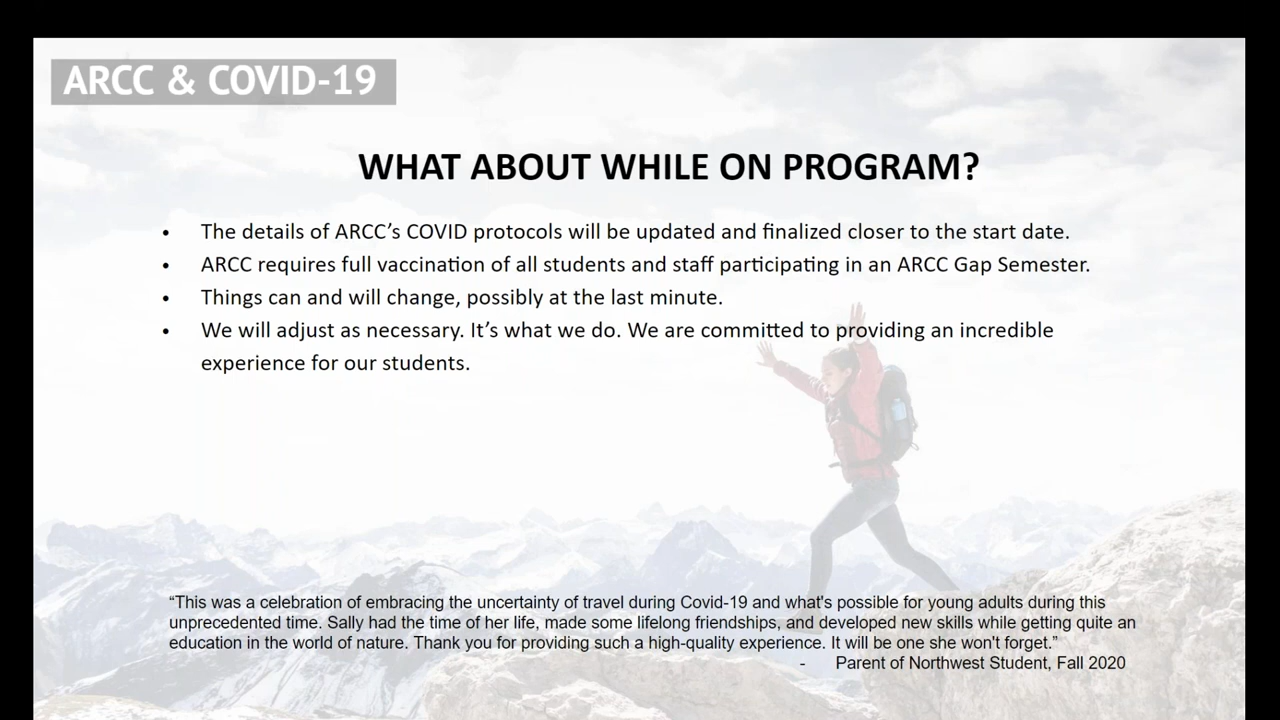 ARCC & COVID-19
WHAT ABOUT WHILE ON PROGRAM?
• The details of ARCC’s COVID protocols will be updated and finalized closer to the start date.
• ARCC requires full vaccination of all students and staff participating in an ARCC Gap Semester.
• Things can and will change, possibly at the last minute.
• We will adjust as necessary. It’s what we do. We are committed to providing an incredible
experience for our students.
“This was a celebration of embracing the uncertainty of travel during Covid-19 and what's possible for young adults during this
unprecedented time. Sally had the time of her life, made some lifelong friendships, and developed new skills while getting quite an
education in the world of nature. Thank you for providing such a high-quality experience. It will be one she won't forget.”
- Parent of Northwest Student, Fall 2020